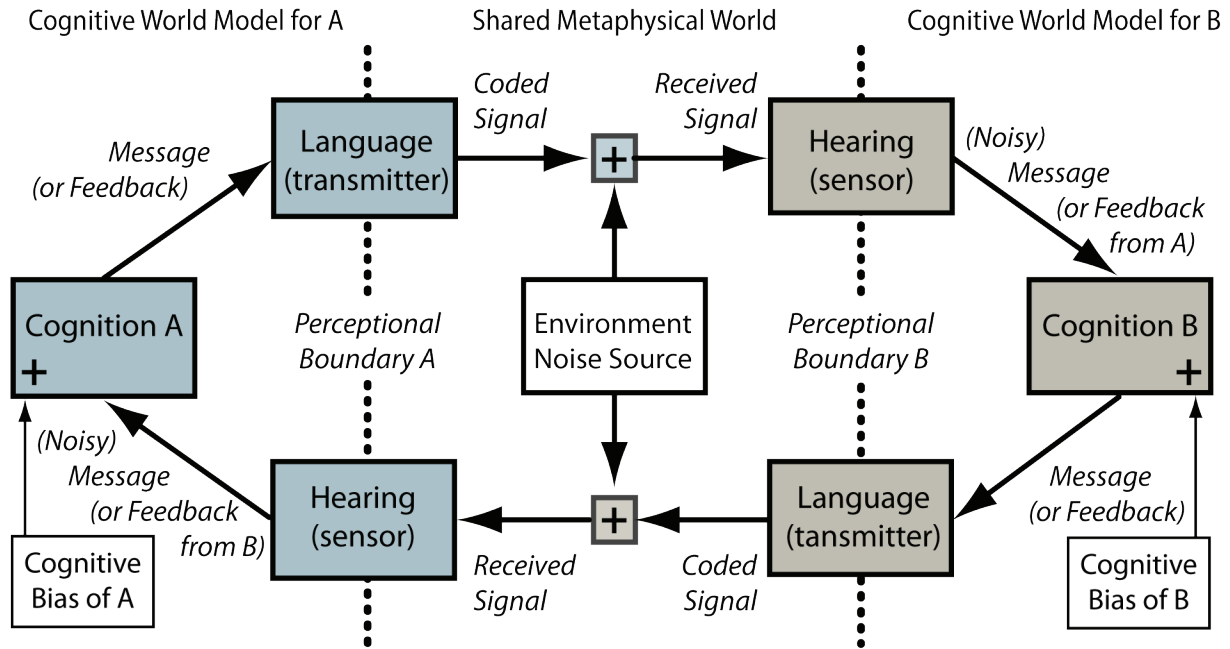 Cognitive World Model for A
Shared Metaphysical World
Cognitive World Model for B
Coded
Signal
Received
Signal
Language
(transmitter)
+
Hearing
(sensor)
Message
(or Feedback)
(Noisy)
Message
(or Feedback
from A)
Cognition A
+
Perceptional
Boundary A
Environment
Noise Source
Perceptional
Boundary B
Cognition B
+
(Noisy)
Message
(or Feedback
from B)
Hearing
(sensor)
+
Language
(tansmitter)
Message
(or Feedback)
Cognitive
Bias of A
Received
Signal
Coded
Signal
Cognitive
Bias of B